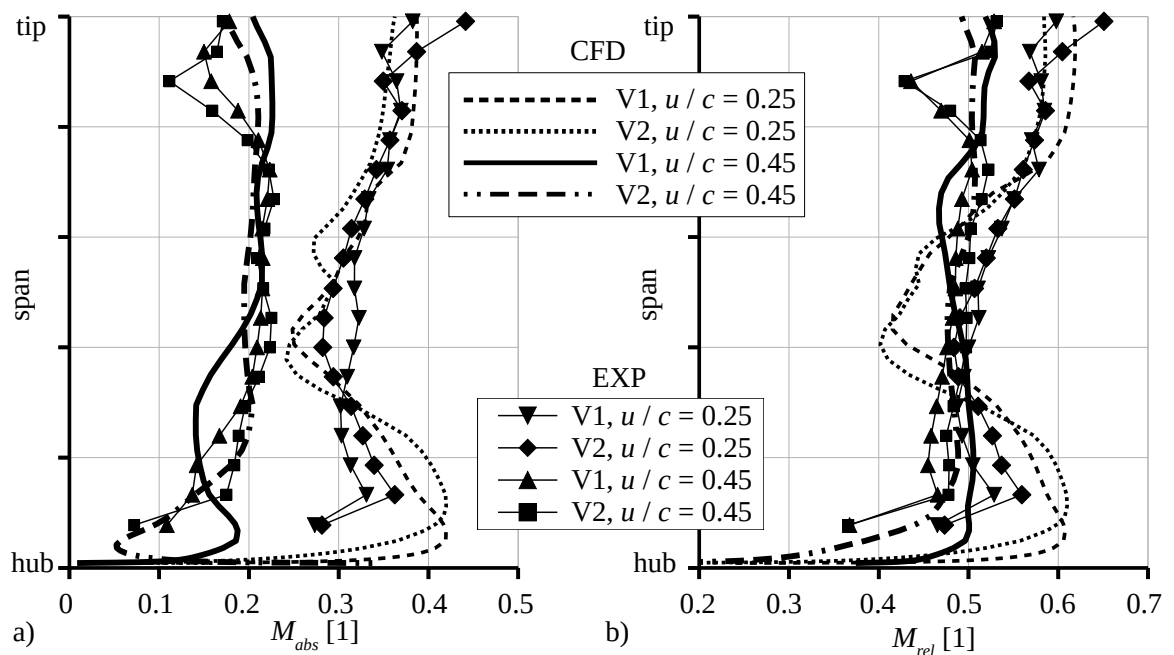 tip
span
hub
0 0.1 0.2 0.3 0.4 0.5
M_abs [1]
a)
CFD
V1, u / c = 0.25
V2, u / c = 0.25
V1, u / c = 0.45
V2, u / c = 0.45
EXP
V1, u / c = 0.25
V2, u / c = 0.25
V1, u / c = 0.45
V2, u / c = 0.45
tip
span
hub
0.2 0.3 0.4 0.5 0.6 0.7
M_rel [1]
b)